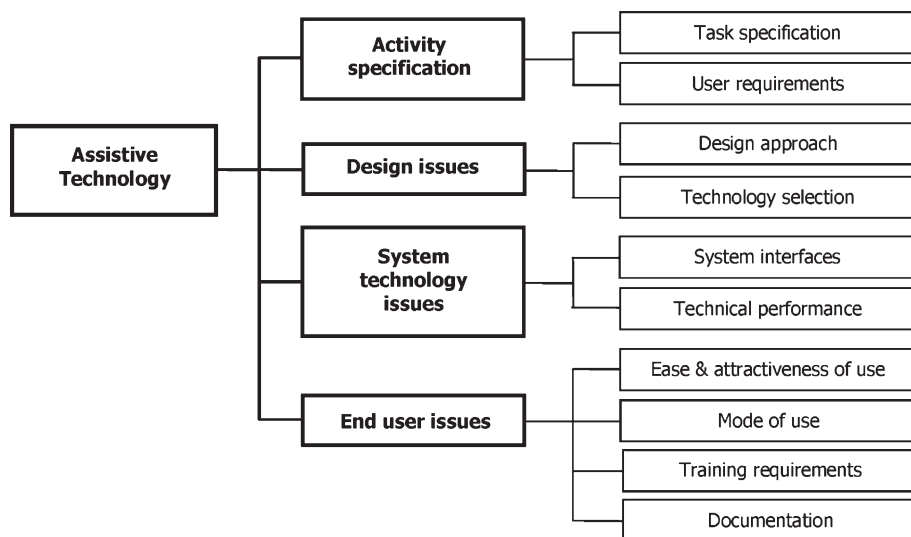 Assistive
Technology
Activity
specification
Task specification
User requirements
Design issues
Design approach
Technology selection
System
technology
issues
System interfaces
Technical performance
End user issues
Ease & attractiveness of use
Mode of use
Training requirements
Documentation